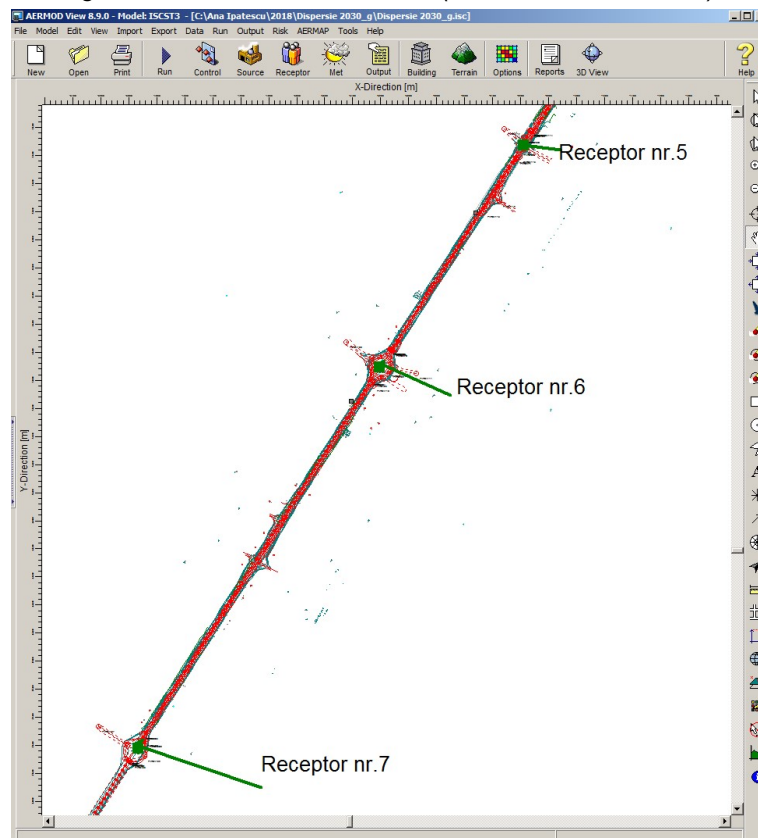 AERMOD View 8.9.0 - Model: ISCST3 - [C:\Ana Ipatescu\2018\Dispersie 2030_g\Dispersie 2030_g.isc]
File Model Edit View Import Export Data Run Output Risk AERMAP Tools Help
New Open Print Run Control Source Receptor Met Output Building Terrain Options Reports 3D View Help
X-Direction [m]
Receptor nr.5
Receptor nr.6
Y-Direction [m]
Receptor nr.7